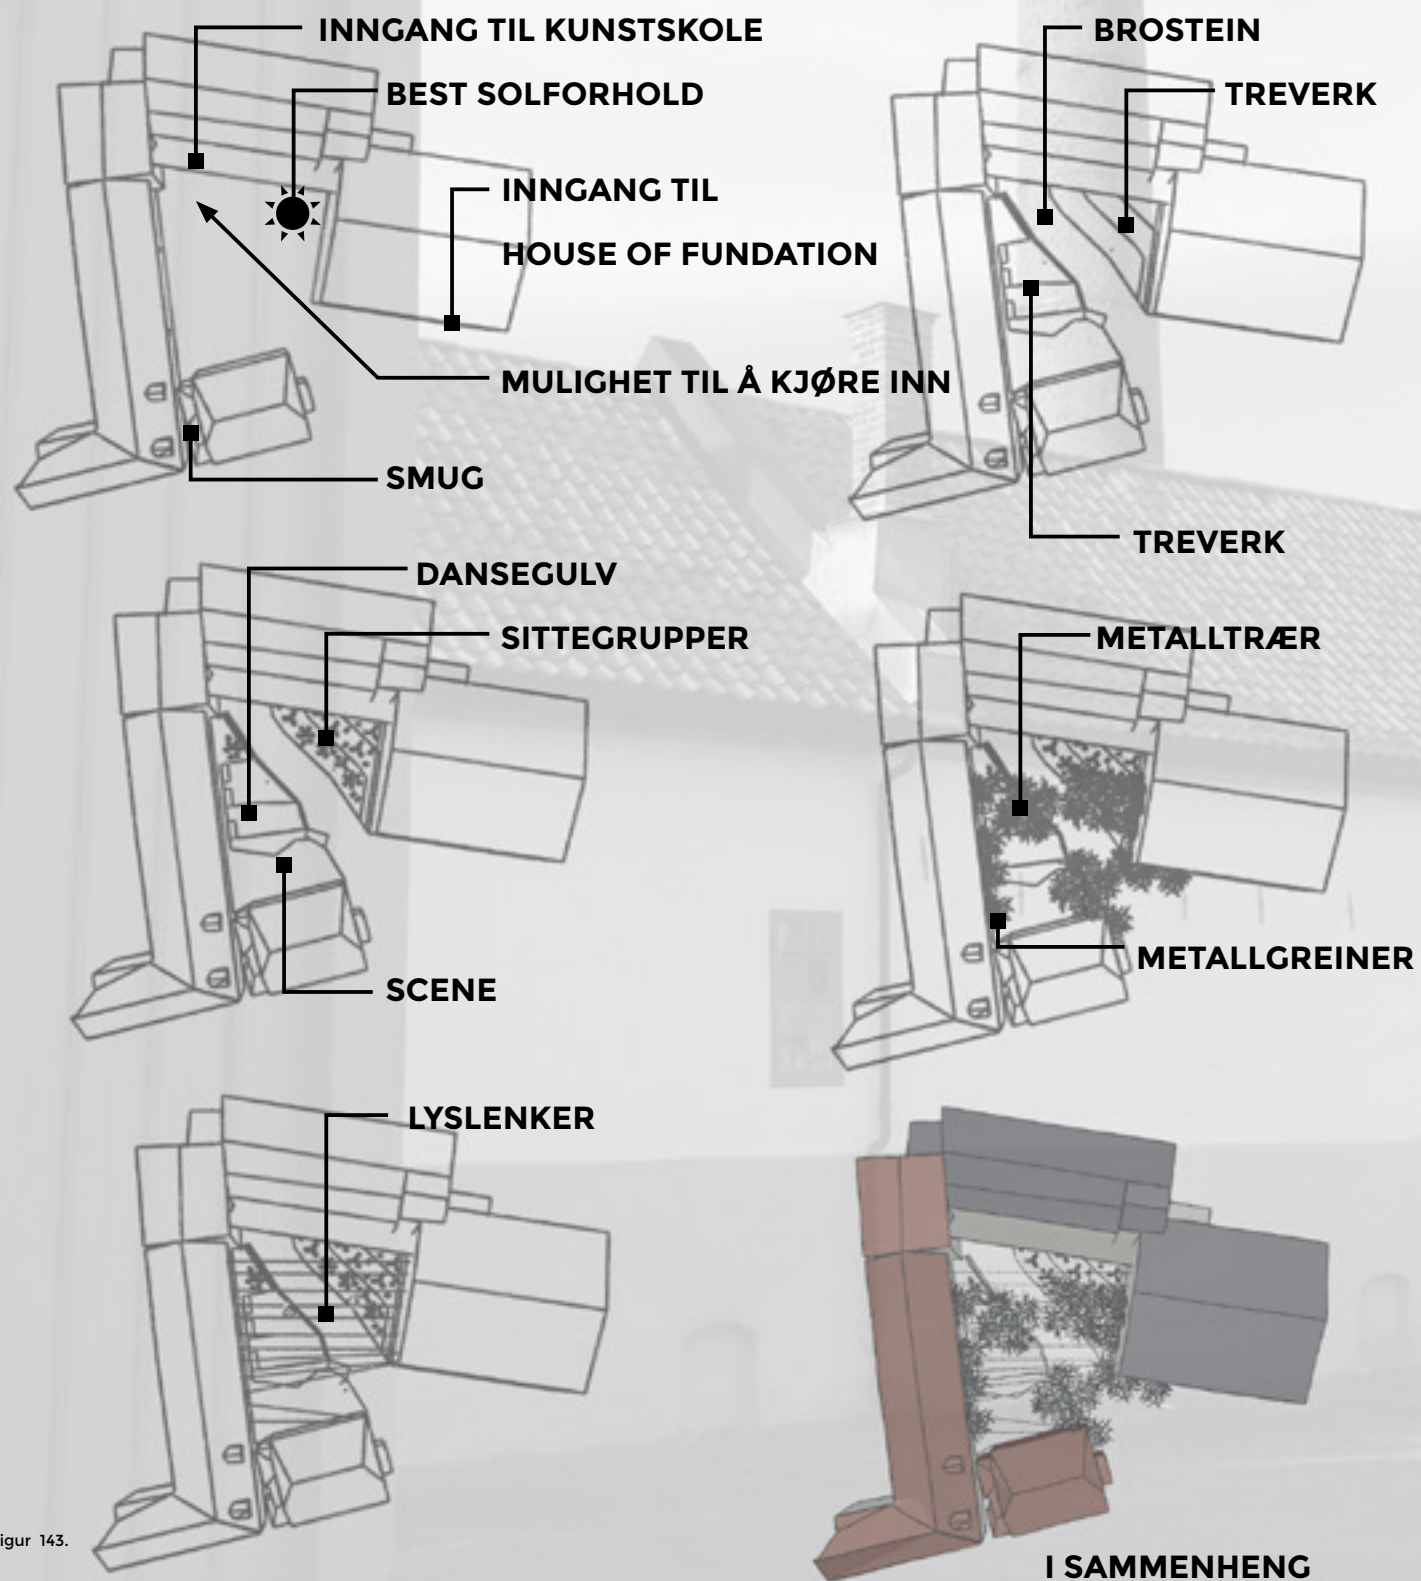 INNGANG TIL KUNSTSKOLE
BEST SOLFORHOLD
INNGANG TIL
HOUSE OF FUNDATION
MULIGHET TIL Å KJØRE INN
SMUG
BROSTEIN
TREVERK
TREVERK
DANSEGULV
SITTEGRUPPER
SCENE
METALLTRÆR
METALLGREINER
LYSLENKER
I SAMMENHENG
igur 143.